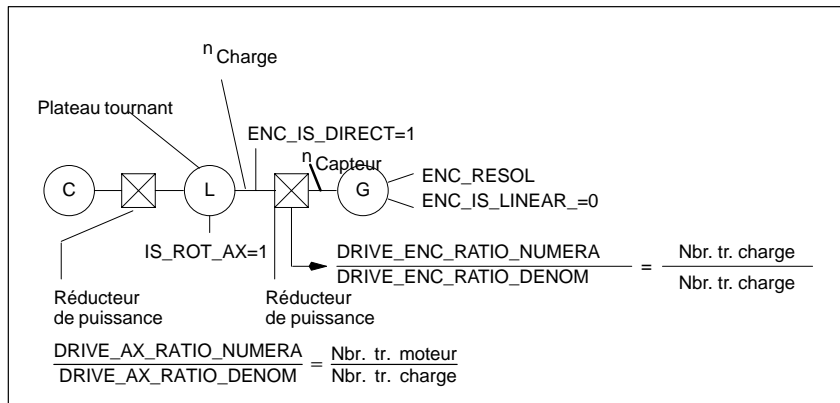 n Charge
Plateau tournant
ENC_IS_DIRECT=1
n Capteur
C
L
G
ENC_RESOL
ENC_IS_LINEAR_=0
IS_ROT_AX=1
DRIVE_ENC_RATIO_NUMERA
DRIVE_ENC_RATIO_DENOM
=
Nbr. tr. charge
Nbr. tr. charge
Réducteur
de puissance
Réducteur
de puissance
DRIVE_AX_RATIO_NUMERA
DRIVE_AX_RATIO_DENOM
=
Nbr. tr. moteur
Nbr. tr. charge